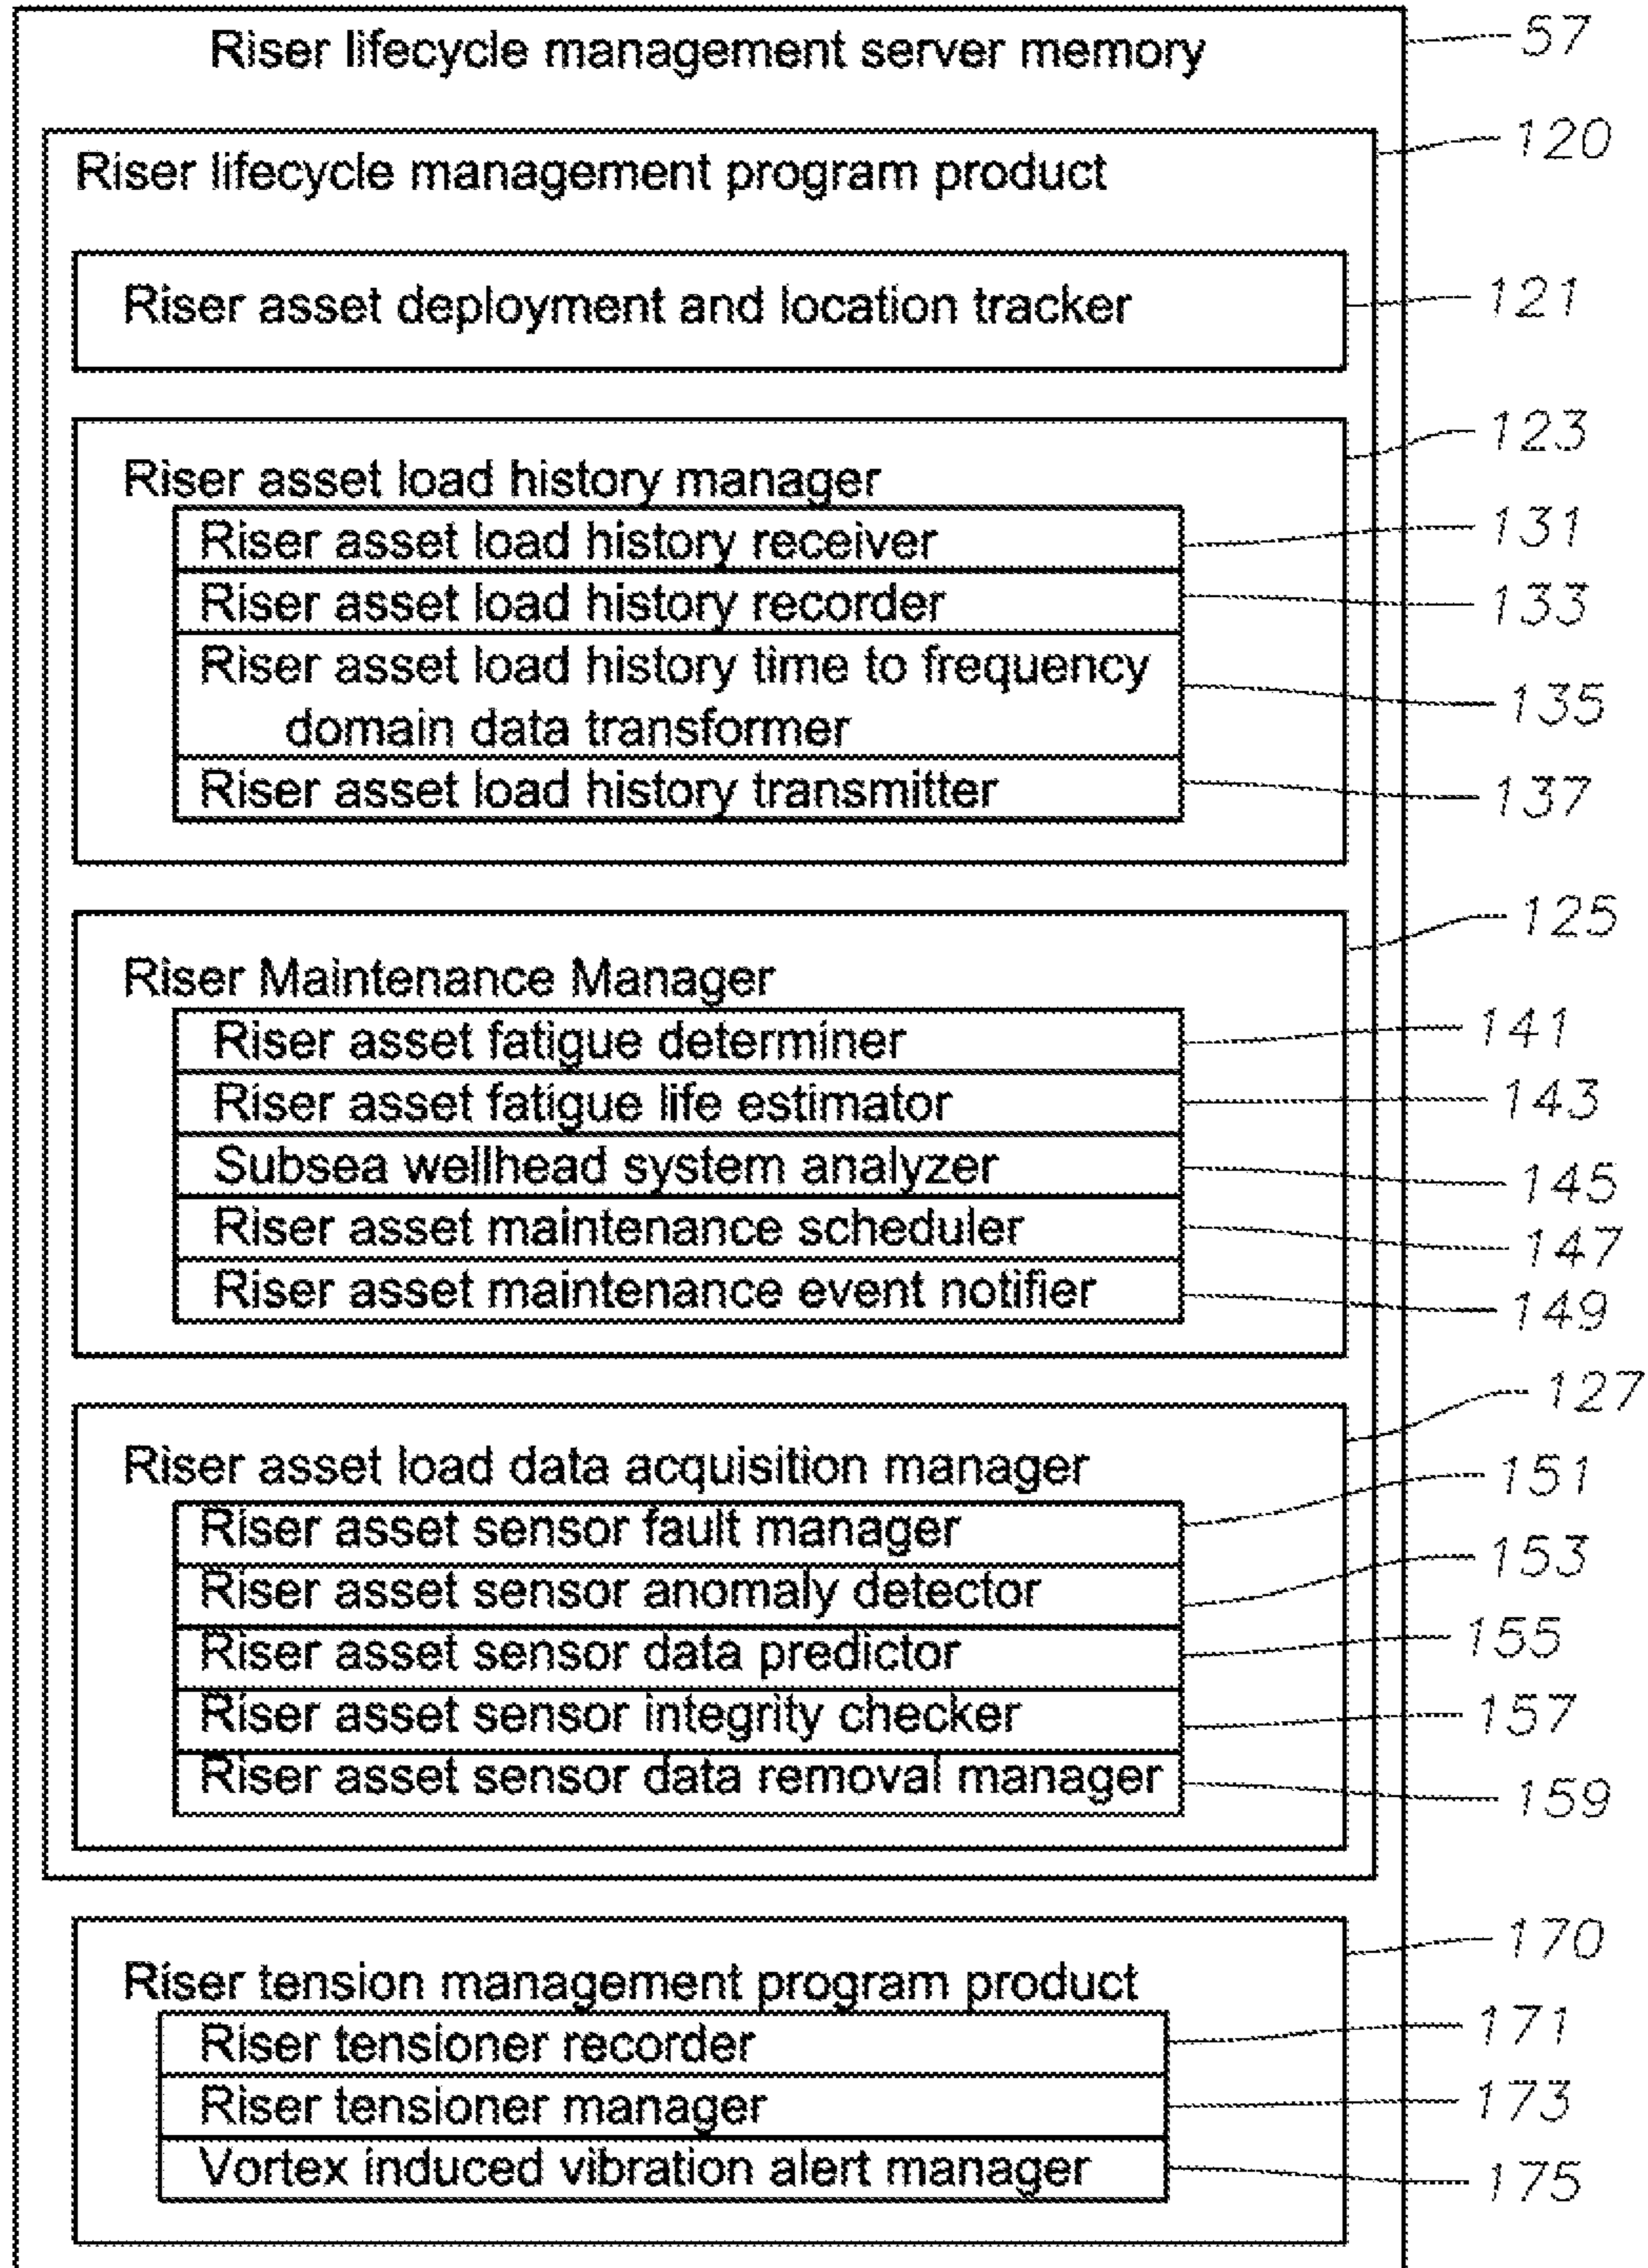 Riser lifecycle management server memory 57
Riser lifecycle management program product 120
Riser asset deployment and location tracker 121
Riser asset load history manager 123
Riser asset load history receiver 131
Riser asset load history recorder 133
Riser asset load history time to frequency
domain data transformer 135
Riser asset load history transmitter 137
Riser Maintenance Manager 125
Riser asset fatigue determiner 141
Riser asset fatigue life estimator 143
Subsea wellhead system analyzer 145
Riser asset maintenance scheduler 147
Riser asset maintenance event notifier 149
Riser asset load data acquisition manager 127
Riser asset sensor fault manager 151
Riser asset sensor anomaly detector 153
Riser asset sensor data predictor 155
Riser asset sensor integrity checker 157
Riser asset sensor data removal manager 159
Riser tension management program product 170
Riser tensioner recorder 171
Riser tensioner manager 173
Vortex induced vibration alert manager 175